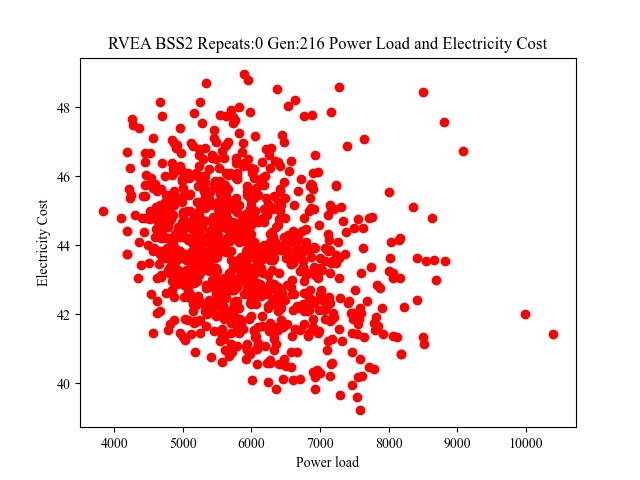 RVEA BSS2 Repeats:0 Gen:216 Power Load and Electricity Cost
48
46
44
42
40
Electricity Cost
4000 5000 6000 7000 8000 9000 10000
Power load